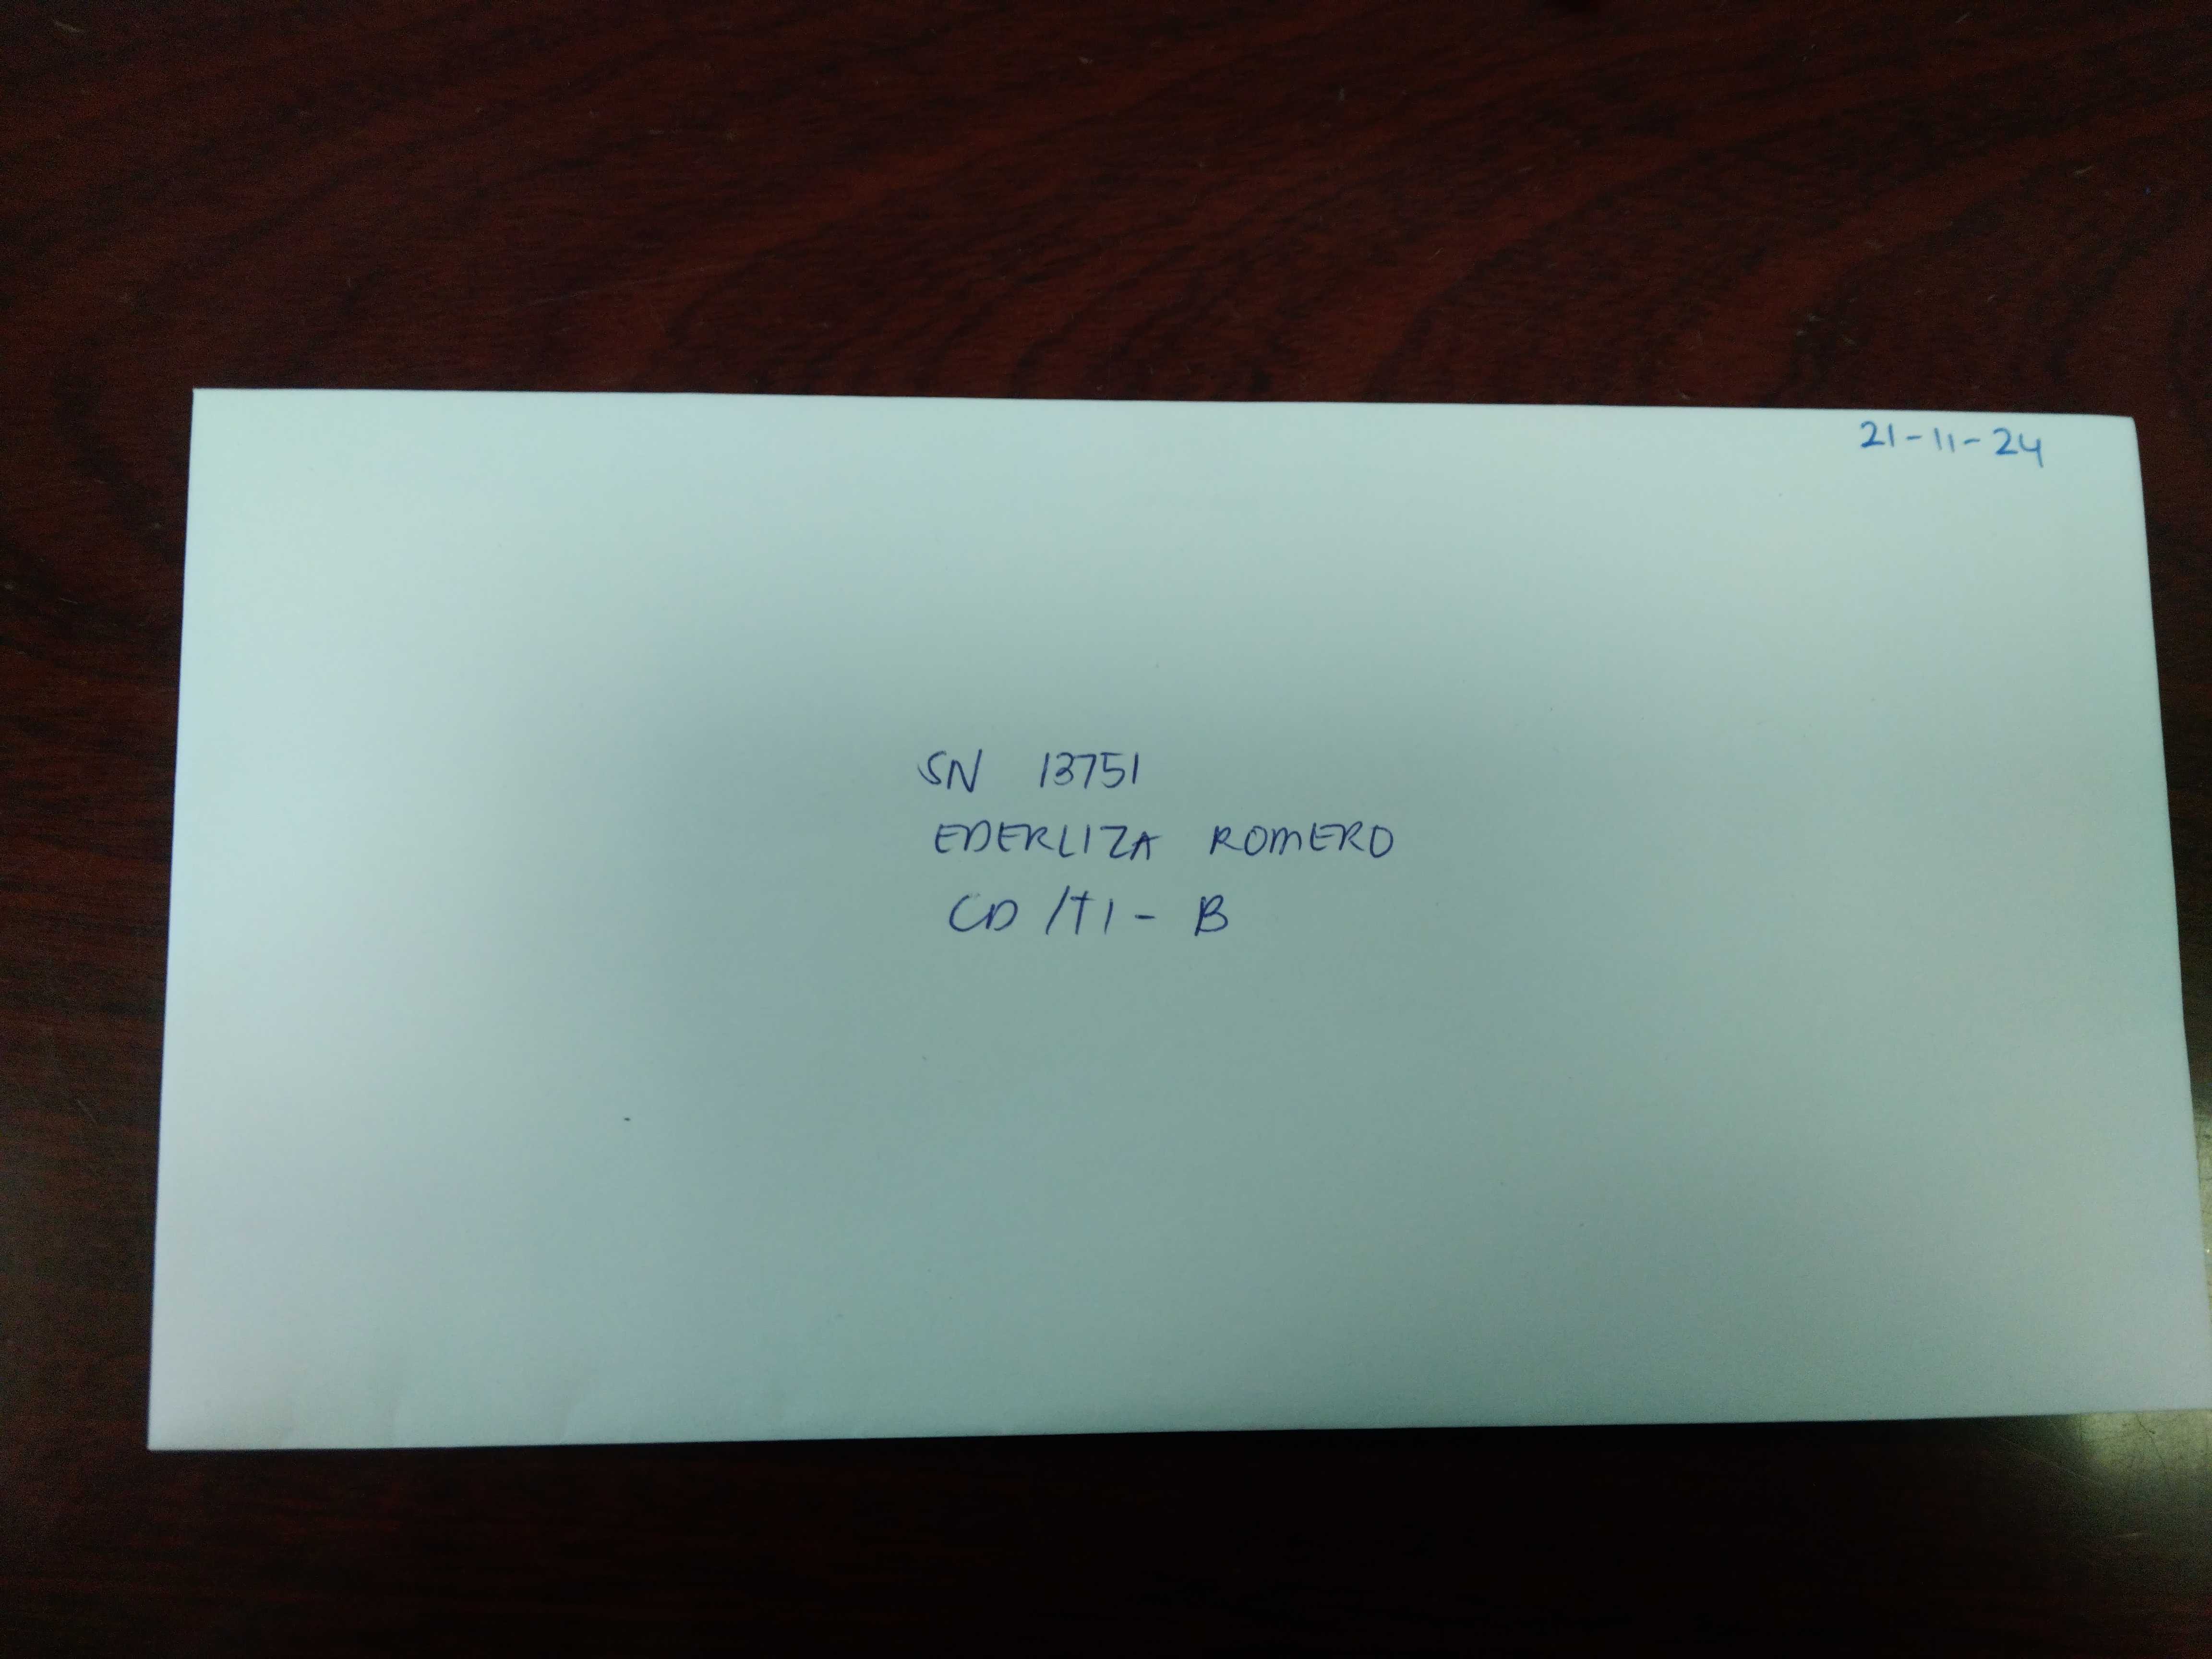 21-11-24
SN 13751
EDERLIZA ROMERO
CD/T1- B